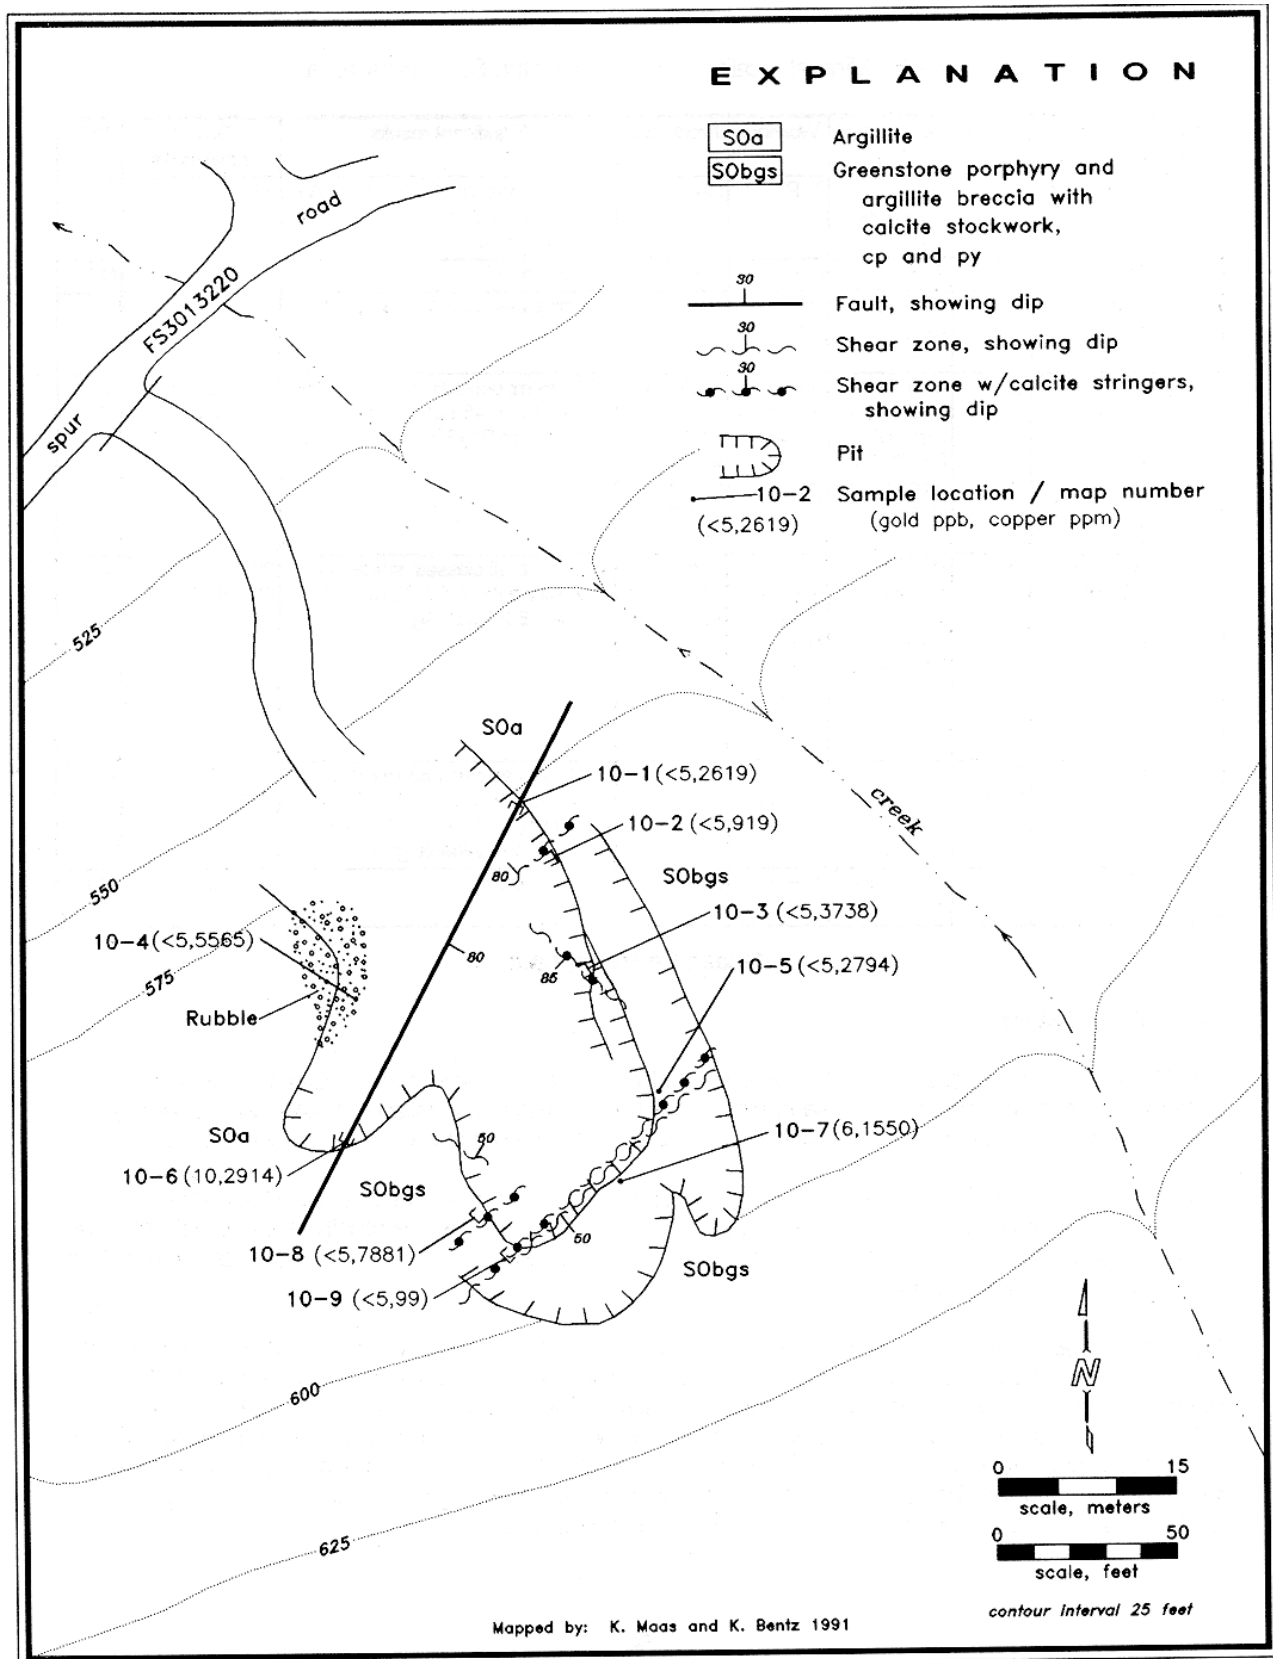 EXPLANATION
SOa Argillite
SObgs Greenstone porphyry and
argillite breccia with
calcite stockwork,
cp and py
30
Fault, showing dip
30
Shear zone, showing dip
30
Shear zone w/calcite stringers,
showing dip
Pit
10-2 Sample location / map number
(<5,2619) (gold ppb, copper ppm)
road
FS3013220
spur
525
SOa
10-1 (<5,2619)
creek
10-2 (<5,919)
80
SObgs
550
10-3 (<5,3738)
10-4 (<5,5565)
80
85
10-5 (<5,2794)
575
Rubble
SOa
50
10-7 (6,1550)
10-6 (10,2914)
SObgs
50
10-8 (<5,7881)
SObgs
10-9 (<5,99)
600
N
0 15
scale, meters
0 50
scale, feet
625
contour interval 25 feet
Mapped by: K. Maas and K. Bentz 1991